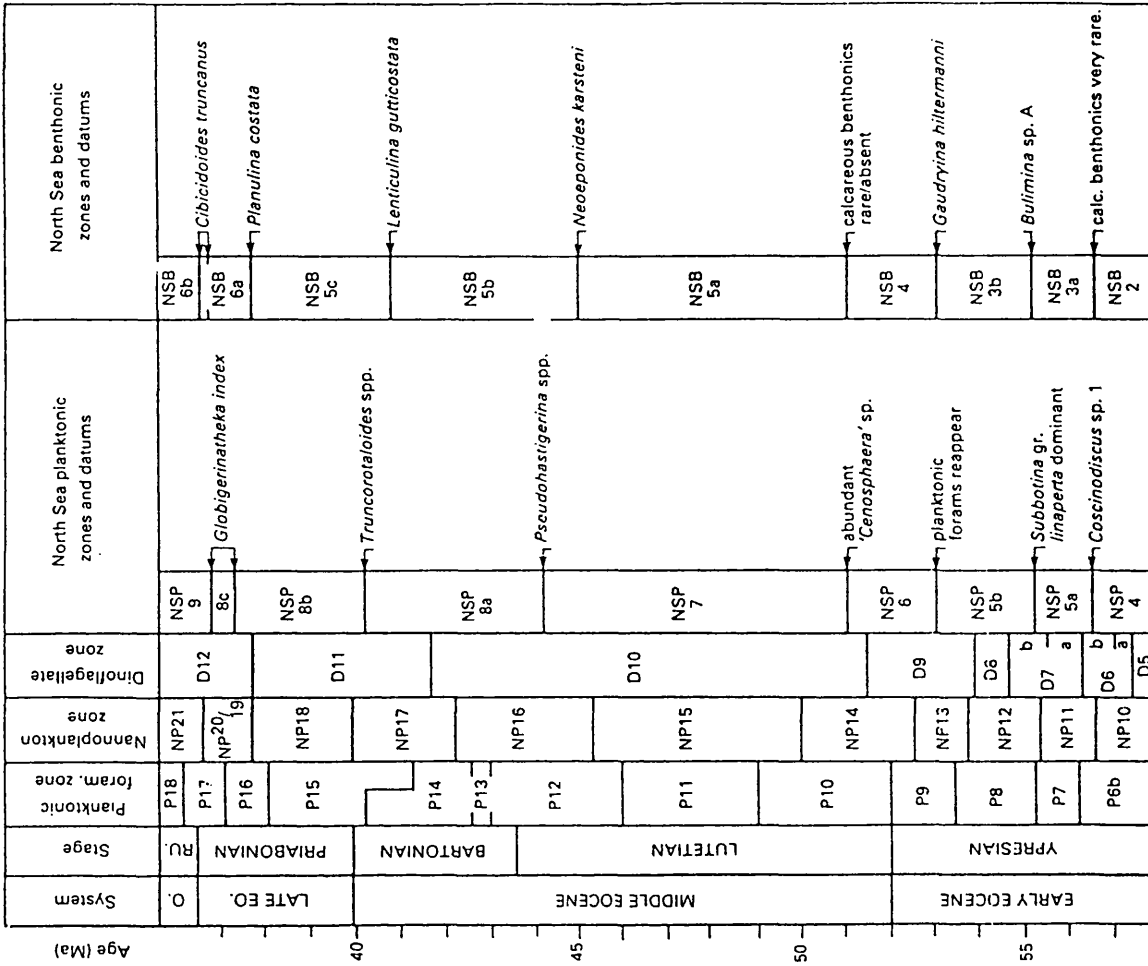 Age (Ma)
System
Stage
Planktonic
foram. zone
Nannoplankton
zone
Dinoflagellate
zone
North Sea planktonic
zones and datums
North Sea benthonic
zones and datums
40
45
50
55
O.
LATE EO.
MIDDLE EOCENE
EARLY EOCENE
RU.
PRIABONIAN
BARTONIAN
LUTETIAN
YPRESIAN
P18
P17
P16
P15
P14
P13
P12
P11
P10
P9
P8
P7
P6b
NP21
NP20/19
NP18
NP17
NP16
NP15
NP14
NP13
NP12
NP11
NP10
D12
D11
D10
D9
D8
b
D7
a
b
D6
a
D5
NSP
9
8c
NSP
8b
NSP
8a
NSP
7
NSP
6
NSP
5b
NSP
5a
NSP
4
Globigerinatheka index
Truncorotaloides spp.
Pseudohastigerina spp.
abundant
'Cenosphaera' sp.
planktonic
forams reappear
Subbotina gr.
linaperta dominant
Coscinodiscus sp. 1
NSB
6b
NSB
6a
NSB
5c
NSB
5b
NSB
5a
NSB
4
NSB
3b
NSB
3a
NSB
2
Cibicidoides truncanus
Planulina costata
Lenticulina gutticostata
Neoeponides karsteni
calcareous benthonics
rare/absent
Gaudryina hiltermanni
Bulimina sp. A
calc. benthonics very rare.